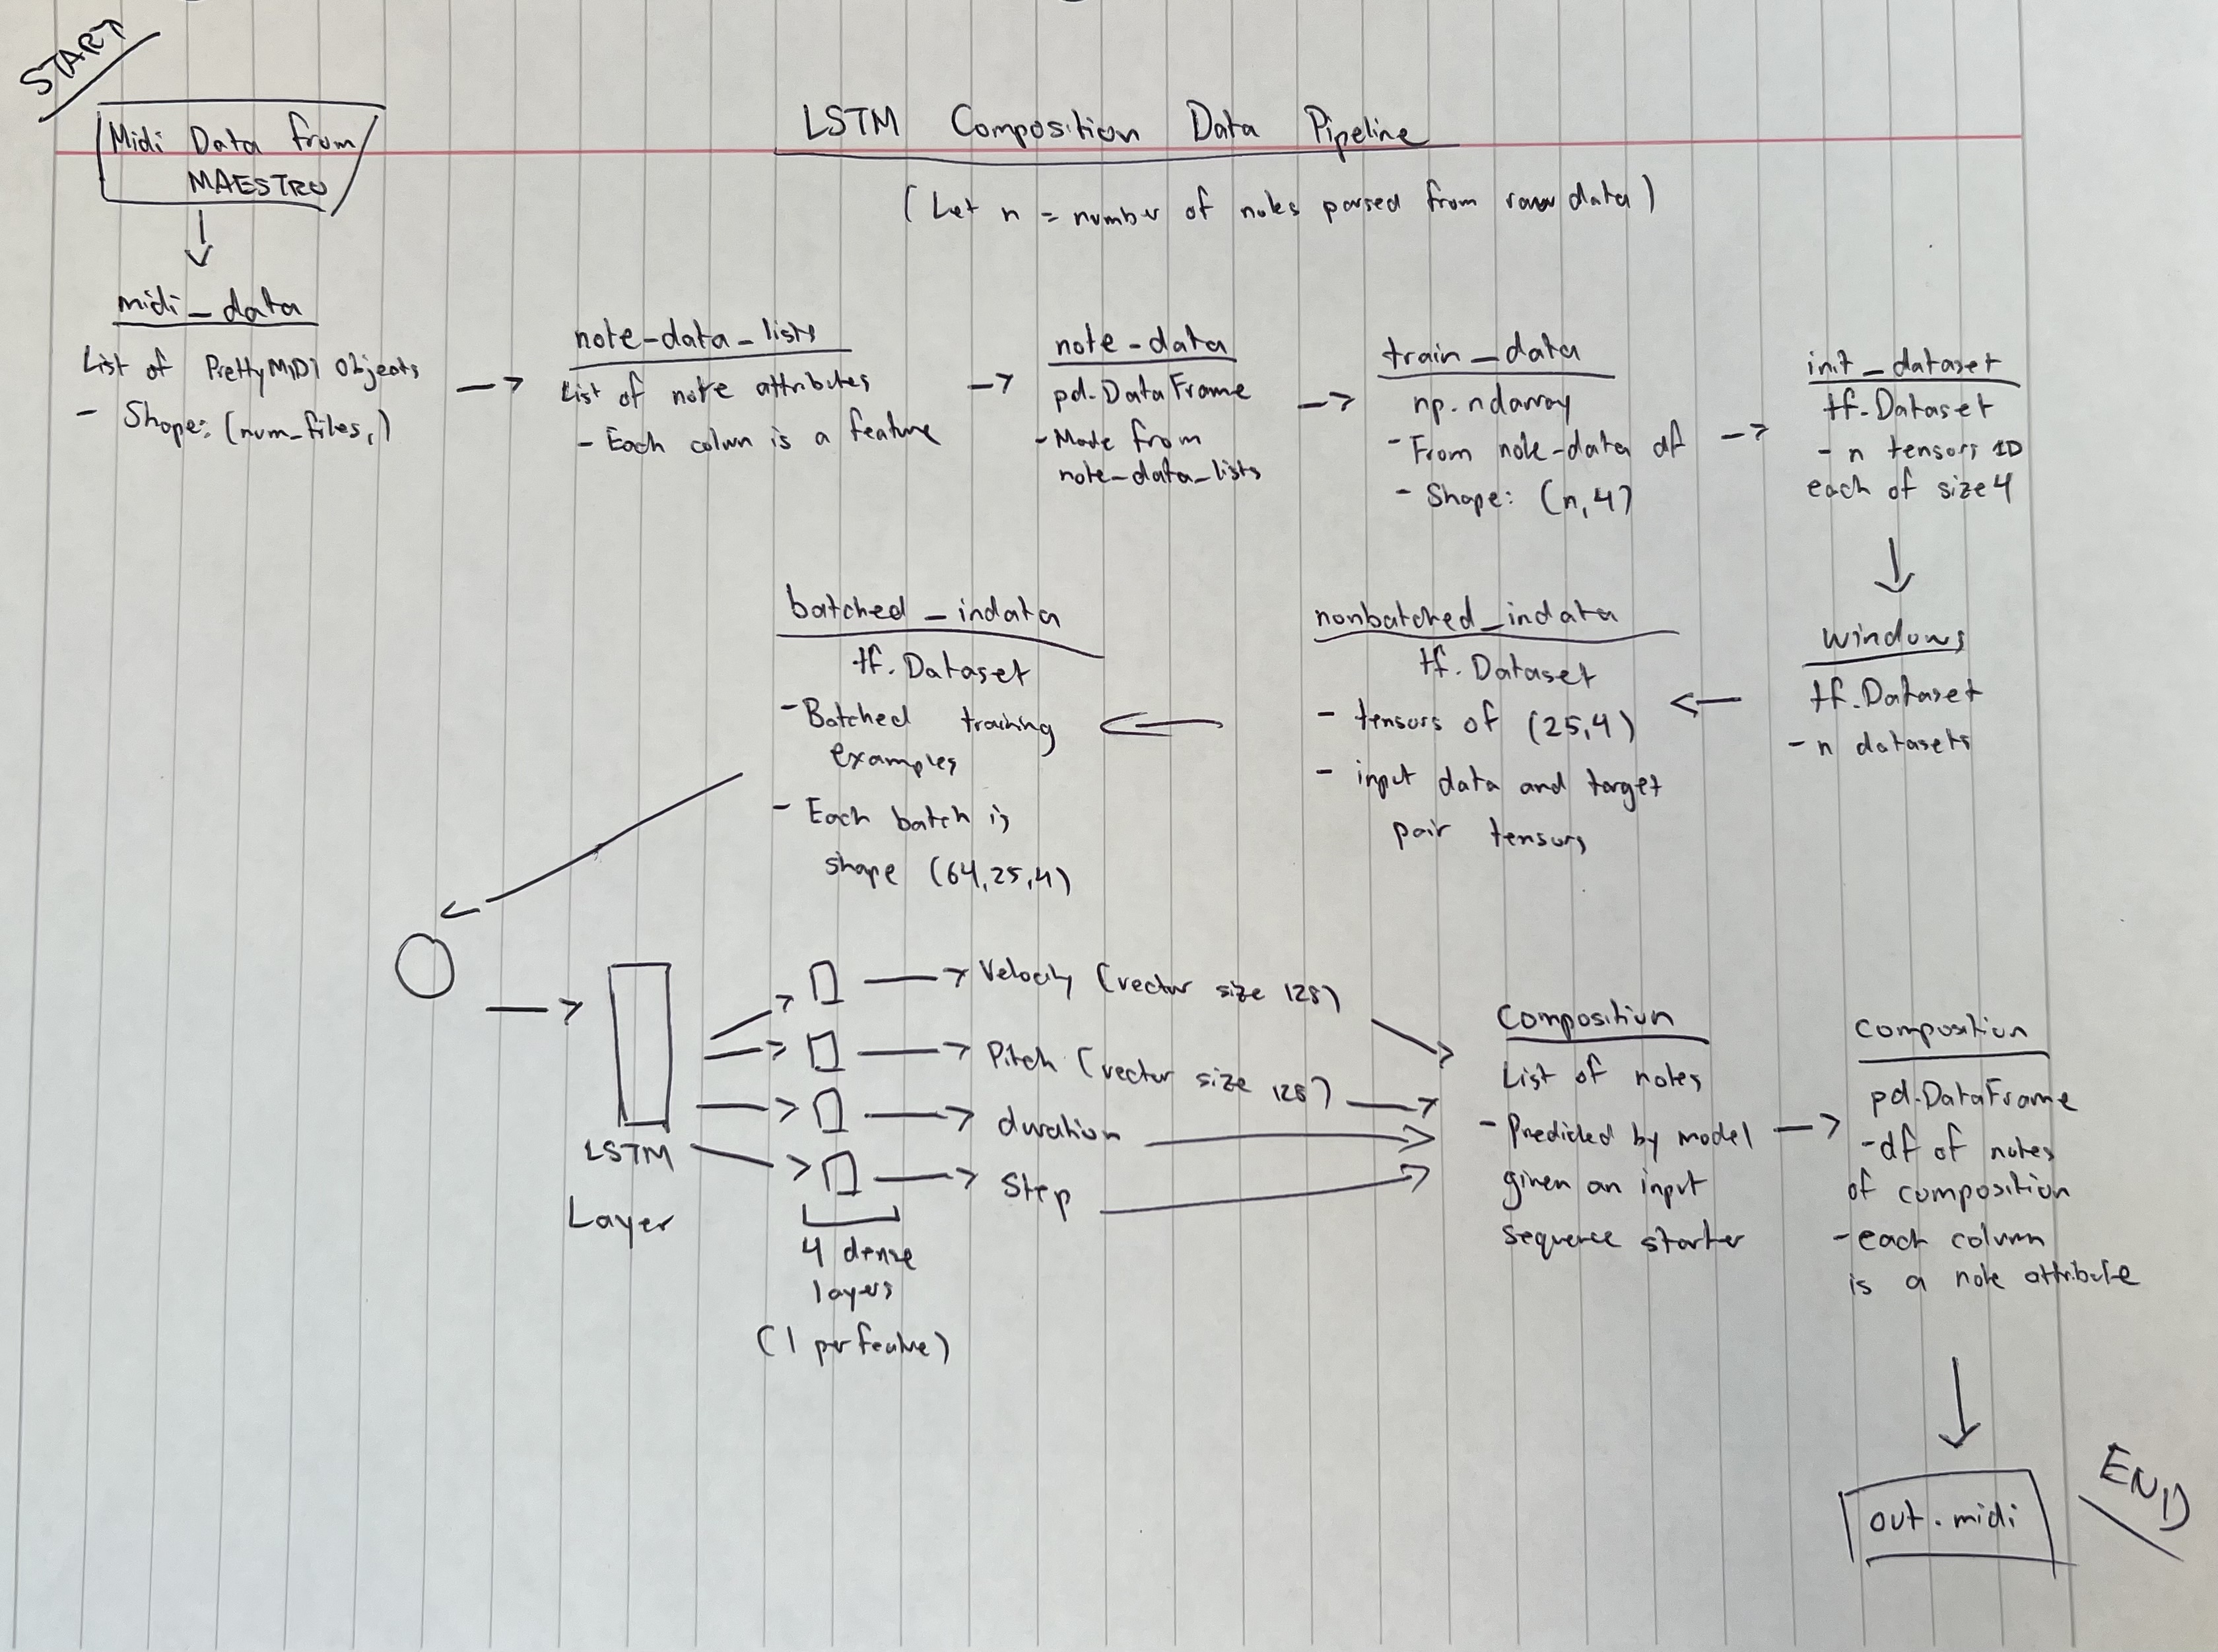 START
Midi Data from
MAESTRO
LSTM Composition Data Pipeline
(Let n = number of notes parsed from raw data)
midi_data
List of PrettyMIDI Objects
- Shape: (num_files,)
note-data_lists
List of note attributes
- Each column is a feature
note-data
pd.DataFrame
- Made from
note-data_lists
train_data
np.ndarray
- From note-data df
- Shape: (n,4)
init_dataset
tf.Dataset
- n tensors 1D
each of size 4
windows
tf.Dataset
- n datasets
nonbatched_indata
tf.Dataset
- tensors of (25,4)
- input data and target
pair tensors
batched_indata
tf.Dataset
- Batched training
examples
- Each batch is
shape (64,25,4)
LSTM
Layer
4 dense
layers
(1 per feature)
Velocity (vector size 128)
Pitch (vector size 128)
duration
Step
Composition
List of notes
- Predicted by model
given an input
sequence starter
Composition
pd.DataFrame
- df of notes
of composition
- each column
is a note attribute
out.midi
END